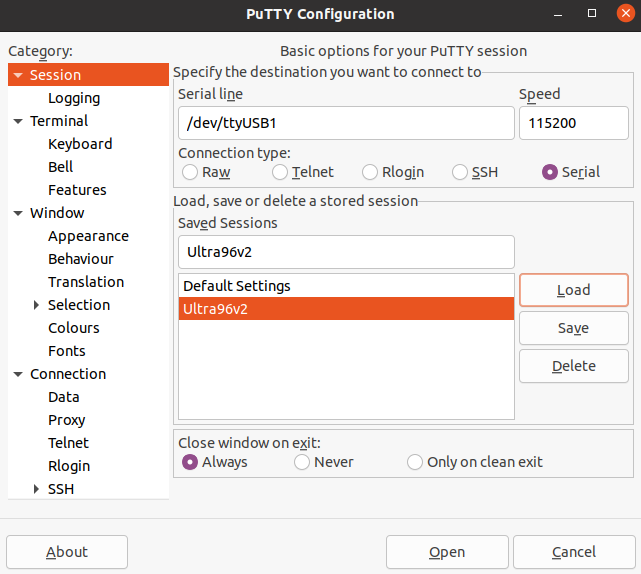 PuTTY Configuration
Category:
Session
Logging
Terminal
Keyboard
Bell
Features
Window
Appearance
Behaviour
Translation
Selection
Colours
Fonts
Connection
Data
Proxy
Telnet
Rlogin
SSH
Basic options for your PuTTY session
Specify the destination you want to connect to
Serial line Speed
/dev/ttyUSB1 115200
Connection type:
Raw Telnet Rlogin SSH Serial
Load, save or delete a stored session
Saved Sessions
Ultra96v2
Default Settings
Ultra96v2
Load
Save
Delete
Close window on exit:
Always Never Only on clean exit
About Open Cancel